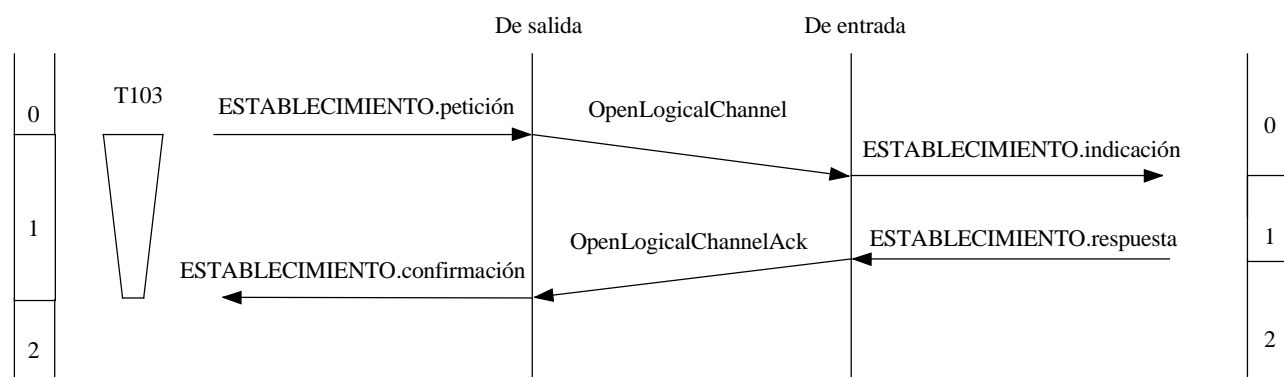 De salida
De entrada
T103
0
ESTABLECIMIENTO.petición
OpenLogicalChannel
0
ESTABLECIMIENTO.indicación
1
OpenLogicalChannelAck
ESTABLECIMIENTO.respuesta
1
ESTABLECIMIENTO.confirmación
2
2